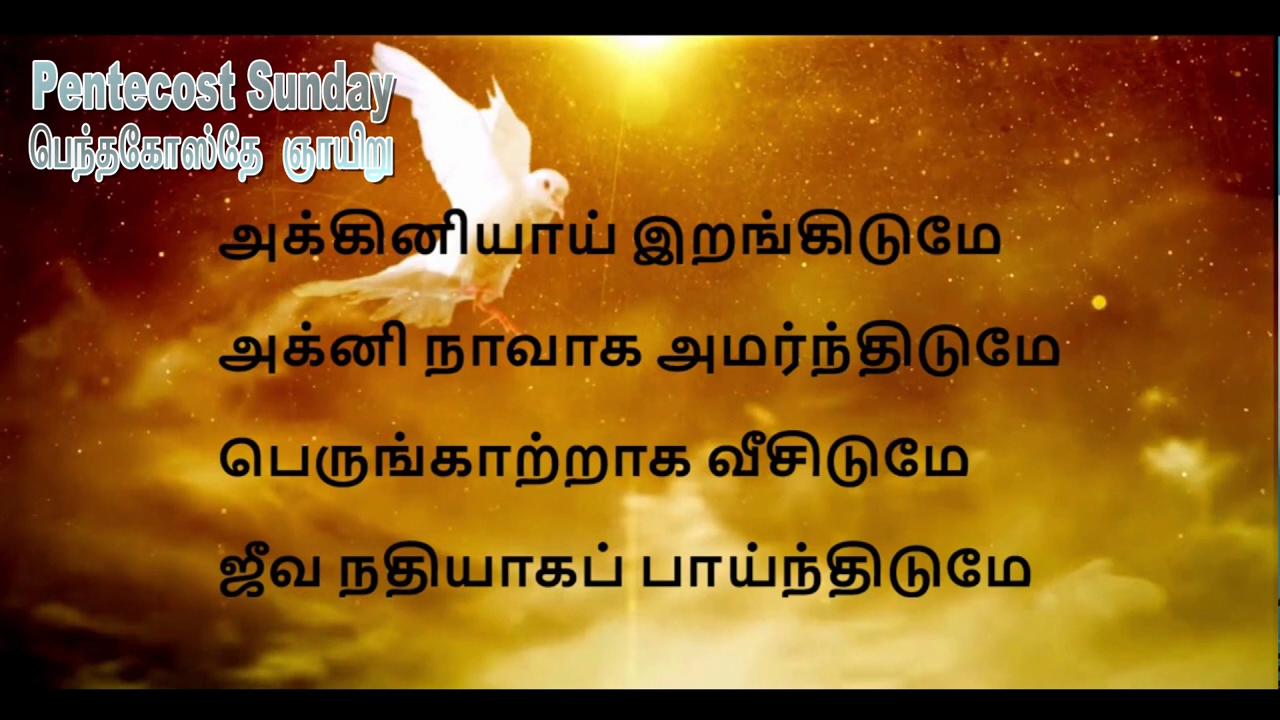 Pentecost Sunday
பெந்தகோஸ்தே ஞாயிறு
அக்கினியாய் இறங்கிடுமே
அக்னி நாவாக அமர்ந்திடுமே
பெருங்காற்றாக வீசிடுமே
ஜீவ நதியாகப் பாய்ந்திடுமே